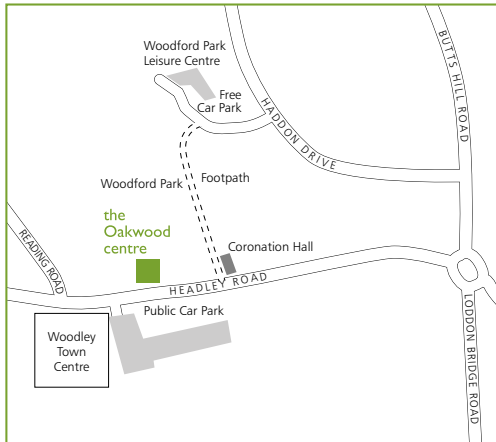 Woodford Park
Leisure Centre
Free
Car Park
BUTTS HILL ROAD
HADDON DRIVE
Woodford Park
Footpath
the
Oakwood
centre
READING ROAD
Coronation Hall
HEADLEY ROAD
Public Car Park
LODDON BRIDGE ROAD
Woodley
Town
Centre